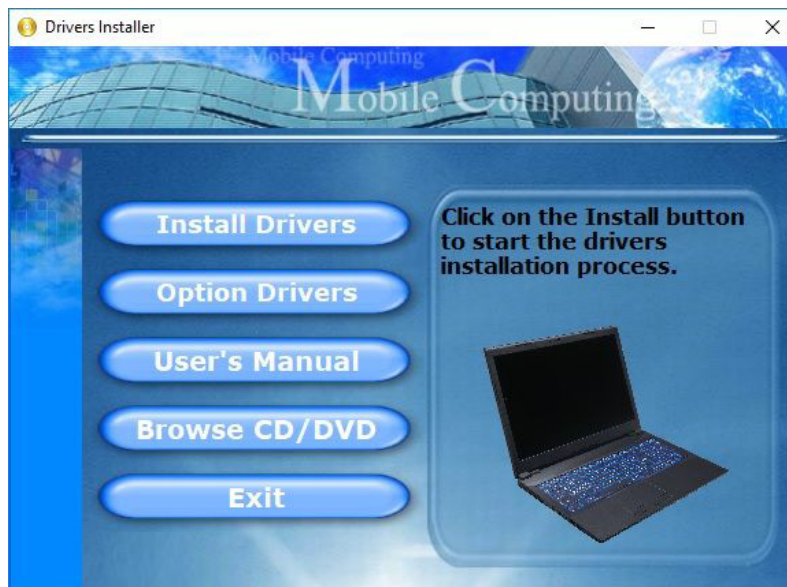 Drivers Installer
Mobile Computing
Mobile Computing
Install Drivers
Option Drivers
User's Manual
Browse CD/DVD
Exit
Click on the Install button
to start the drivers
installation process.